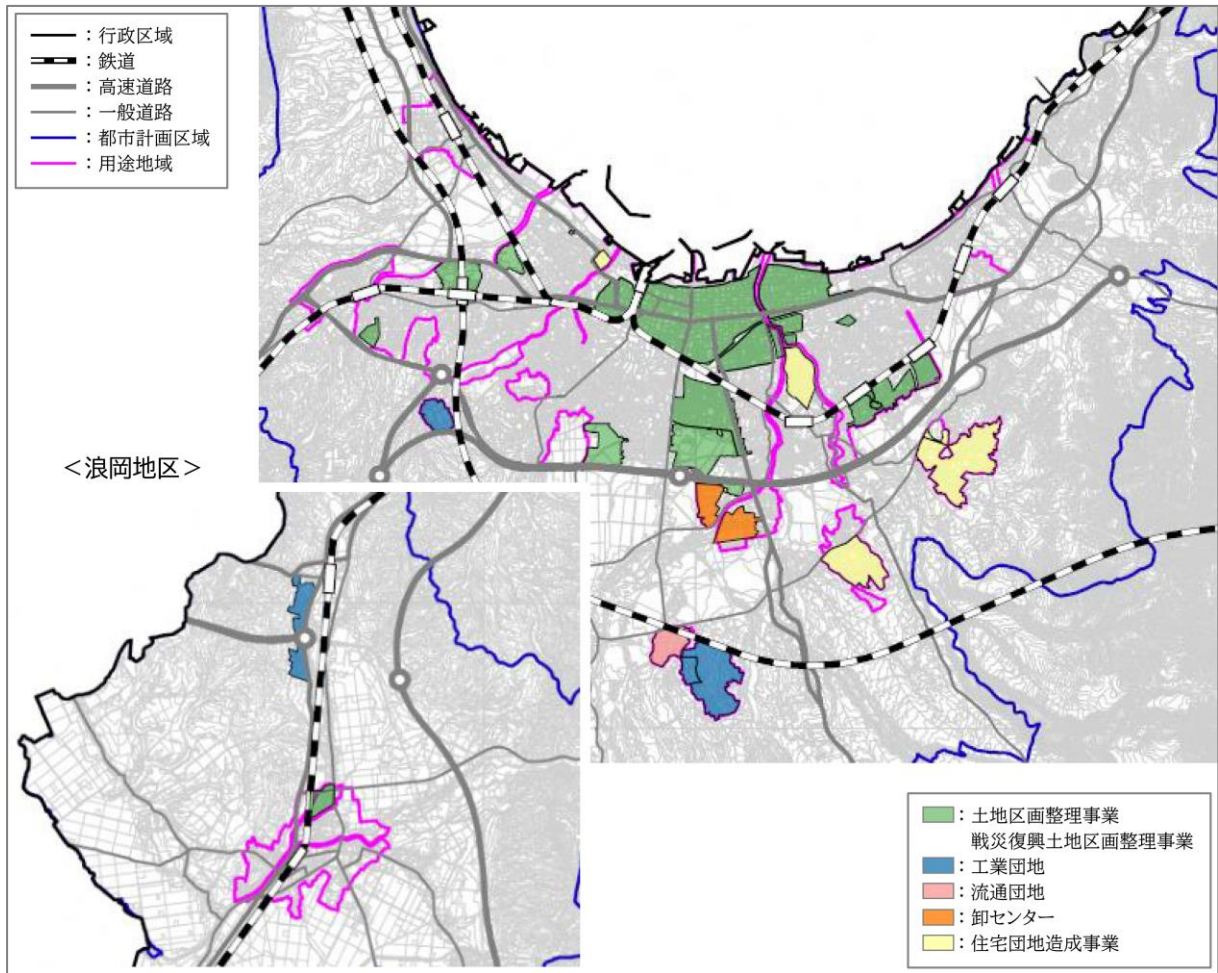 ：行政区域
：鉄道
：高速道路
：一般道路
：都市計画区域
：用途地域
＜浪岡地区＞
：土地区画整理事業
戦災復興土地区画整理事業
：工業団地
：流通団地
：卸センター
：住宅団地造成事業